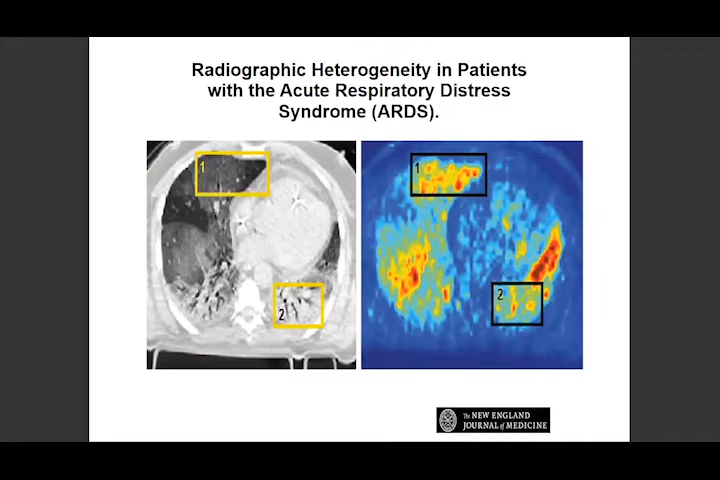 Radiographic Heterogeneity in Patients
with the Acute Respiratory Distress
Syndrome (ARDS).
1
2
1
2
The NEW ENGLAND
JOURNAL of MEDICINE